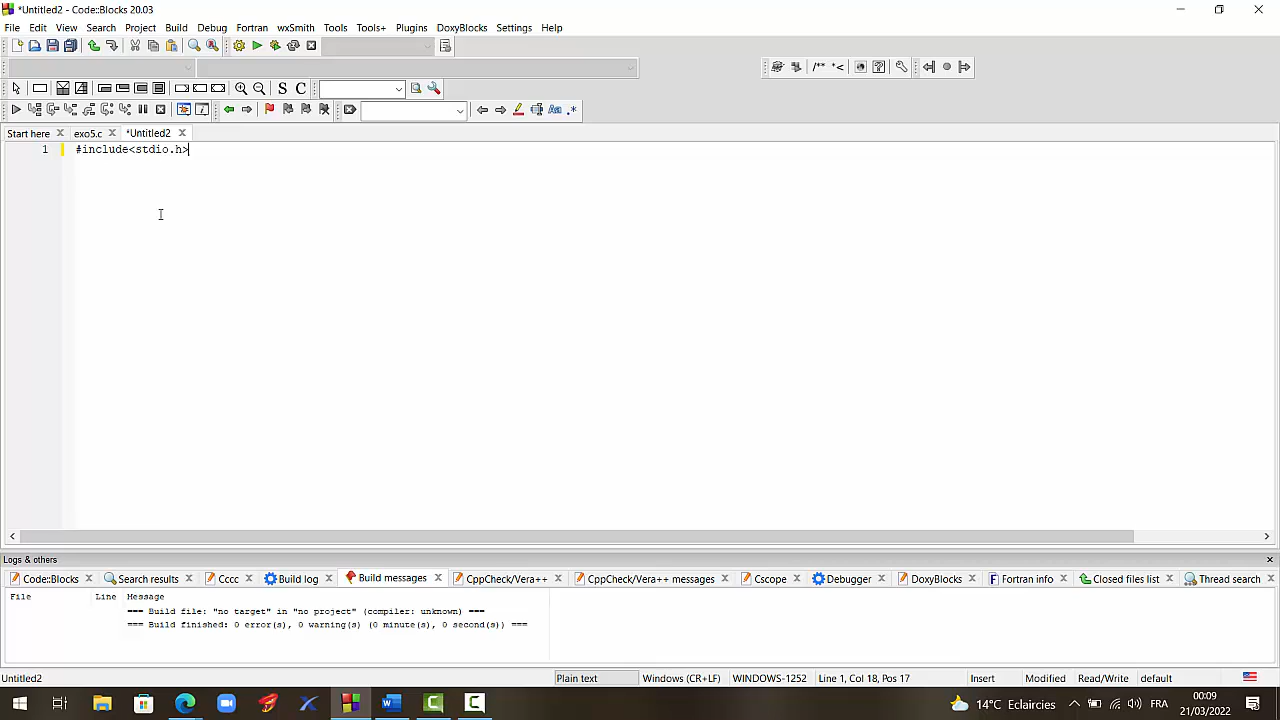 *Untitled2 - Code::Blocks 20.03
File Edit View Search Project Build Debug Fortran wxSmith Tools Tools+ Plugins DoxyBlocks Settings Help
/** *<
S C
Aa .*
Start here exo5.c *Untitled2
1 #include<stdio.h>
Logs & others
Code::Blocks Search results Cccc Build log Build messages CppCheck/Vera++ CppCheck/Vera++ messages Cscope Debugger DoxyBlocks Fortran info Closed files list Thread search
File Line Message
=== Build file: "no target" in "no project" (compiler: unknown) ===
=== Build finished: 0 error(s), 0 warning(s) (0 minute(s), 0 second(s)) ===
Untitled2 Plain text Windows (CR+LF) WINDOWS-1252 Line 1, Col 18, Pos 17 Insert Modified Read/Write default
14°C Eclaircies FRA 00:09
21/03/2022